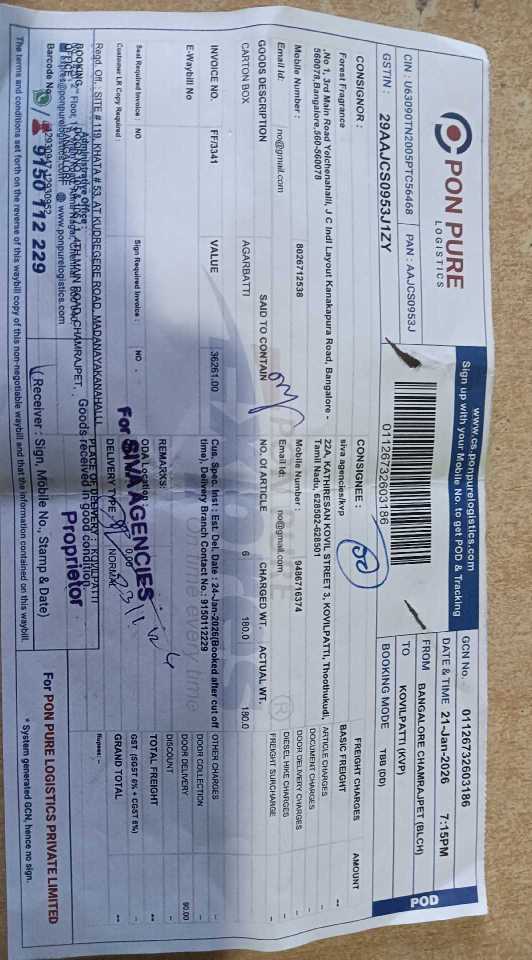 PON PURE
LOGISTICS
CIN : U63090TN2005PTC56468
PAN : AAJCS0953J
GSTIN : 29AAJCS0953J1ZY
www.cs-ponpurelogistics.com
Sign up with your Mobile No. to get POD & Tracking
01126732603186
POD
GCN No. 01126732603186
DATE & TIME 21-Jan-2026 7:15PM
FROM BANGALORE CHAMRAJPET (BLCH)
TO KOVILPATTI (KVP)
BOOKING MODE TBB (DD)
CONSIGNOR :
Forest Fragrance
,No 1, 3rd Main Road Yelchenahalli, J C Indl Layout Kanakapura Road, Bangalore -
560078,Bangalore,560-560078
Mobile Number : 8026712538
Email Id: no@gmail.com
CONSIGNEE :
siva agencies/kvp
22A, KATHIRESAN KOVIL STREET 3, KOVILPATTI, Thoothukudi,
Tamil Nadu, 628502-628501
Mobile Number : 9486716374
Email Id: no@gmail.com
FREIGHT CHARGES AMOUNT
BASIC FREIGHT **
ARTICLE CHARGES --
DOCUMENT CHARGES --
DOOR DELIVERY CHARGES --
DIESEL HIKE CHARGES --
FREIGHT SURCHARGE --
GOODS DESCRIPTION SAID TO CONTAIN NO. Of ARTICLE CHARGED WT. ACTUAL WT.
CARTON BOX AGARBATTI 6 180.0 180.0
INVOICE NO. FF/3341 VALUE 36261.00
E-Waybill No
Cus. Spec. Inst : Est. Del. Date : 24-Jan-2026(Booked after cut off
time), Delivery Branch Contact No : 9150112229
OTHER CHARGES --
DOOR COLLECTION --
DOOR DELIVERY 90.00
DISCOUNT --
TOTAL FREIGHT **
GST (SGST 6% + CGST 6%) --
GRAND TOTAL **
Rupees: --
REMARKS:
Seal Required Invoice : NO Sign Required Invoice : NO
Customer LR Copy Required :
ODA Location : 0.00
DELIVERY TYPE NORMAL
PLACE OF DELIVERY : KOVILPATTI
For SIVA AGENCIES
Proprietor
Goods received in good condition
Regd. Off : SITE # 119, KHATA # 53, AT KUDREGERE ROAD, MADANAYAKANAHALLI,
Administrative Office :
BOOKING
OFFICE
Barcode No.
9150 112 229
www.ponpurelogistics.com
(Receiver : Sign, Mobile No., Stamp & Date)
For PON PURE LOGISTICS PRIVATE LIMITED
* System generated GCN, hence no sign.
The terms and conditions set forth on the reverse of this waybill copy of this non-negotiable waybill and that the information contained on this waybill.